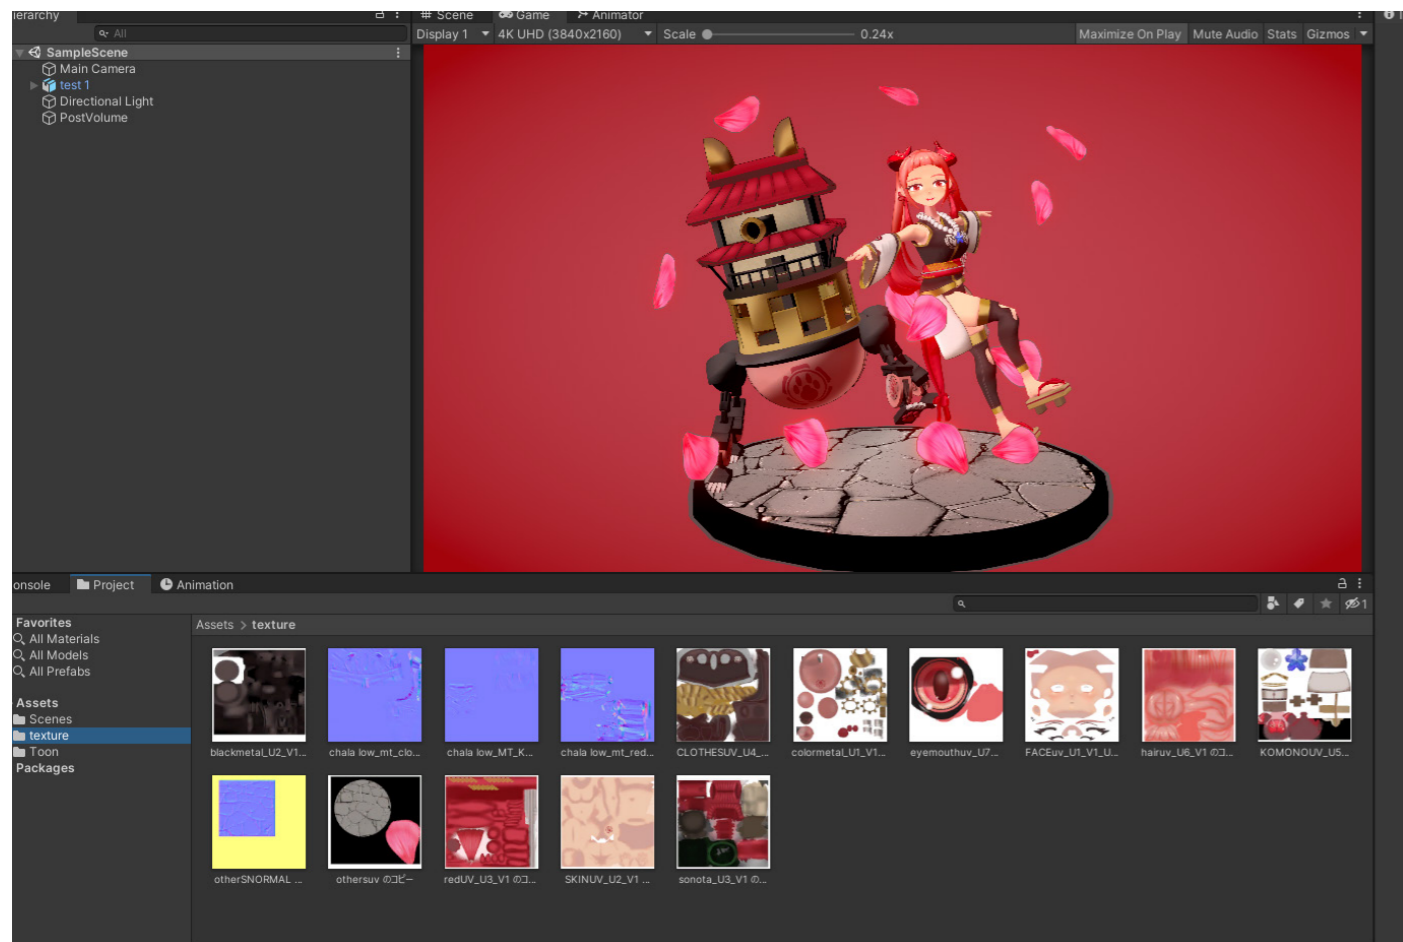 ierarchy
All
SampleScene
Main Camera
test 1
Directional Light
PostVolume
Scene
Game
Animator
Display 1
4K UHD (3840x2160)
Scale
0.24x
Maximize On Play
Mute Audio
Stats
Gizmos
onsole
Project
Animation
1
Favorites
All Materials
All Models
All Prefabs
Assets
Scenes
texture
Toon
Packages
Assets > texture
blackmetal_U2_V1...
chala low_mt_clo...
chala low_MT_K...
chala low_mt_red...
CLOTHESUV_U4_...
colormetal_U1_V1...
eyemouthuv_U7...
FACEuv_U1_V1_U...
hairuv_U6_V1 のコ...
KOMONOUV_U5...
otherSNORMAL ...
othersuv のコピー
redUV_U3_V1 のコ...
SKINUV_U2_V1 ...
sonota_U3_V1 の...